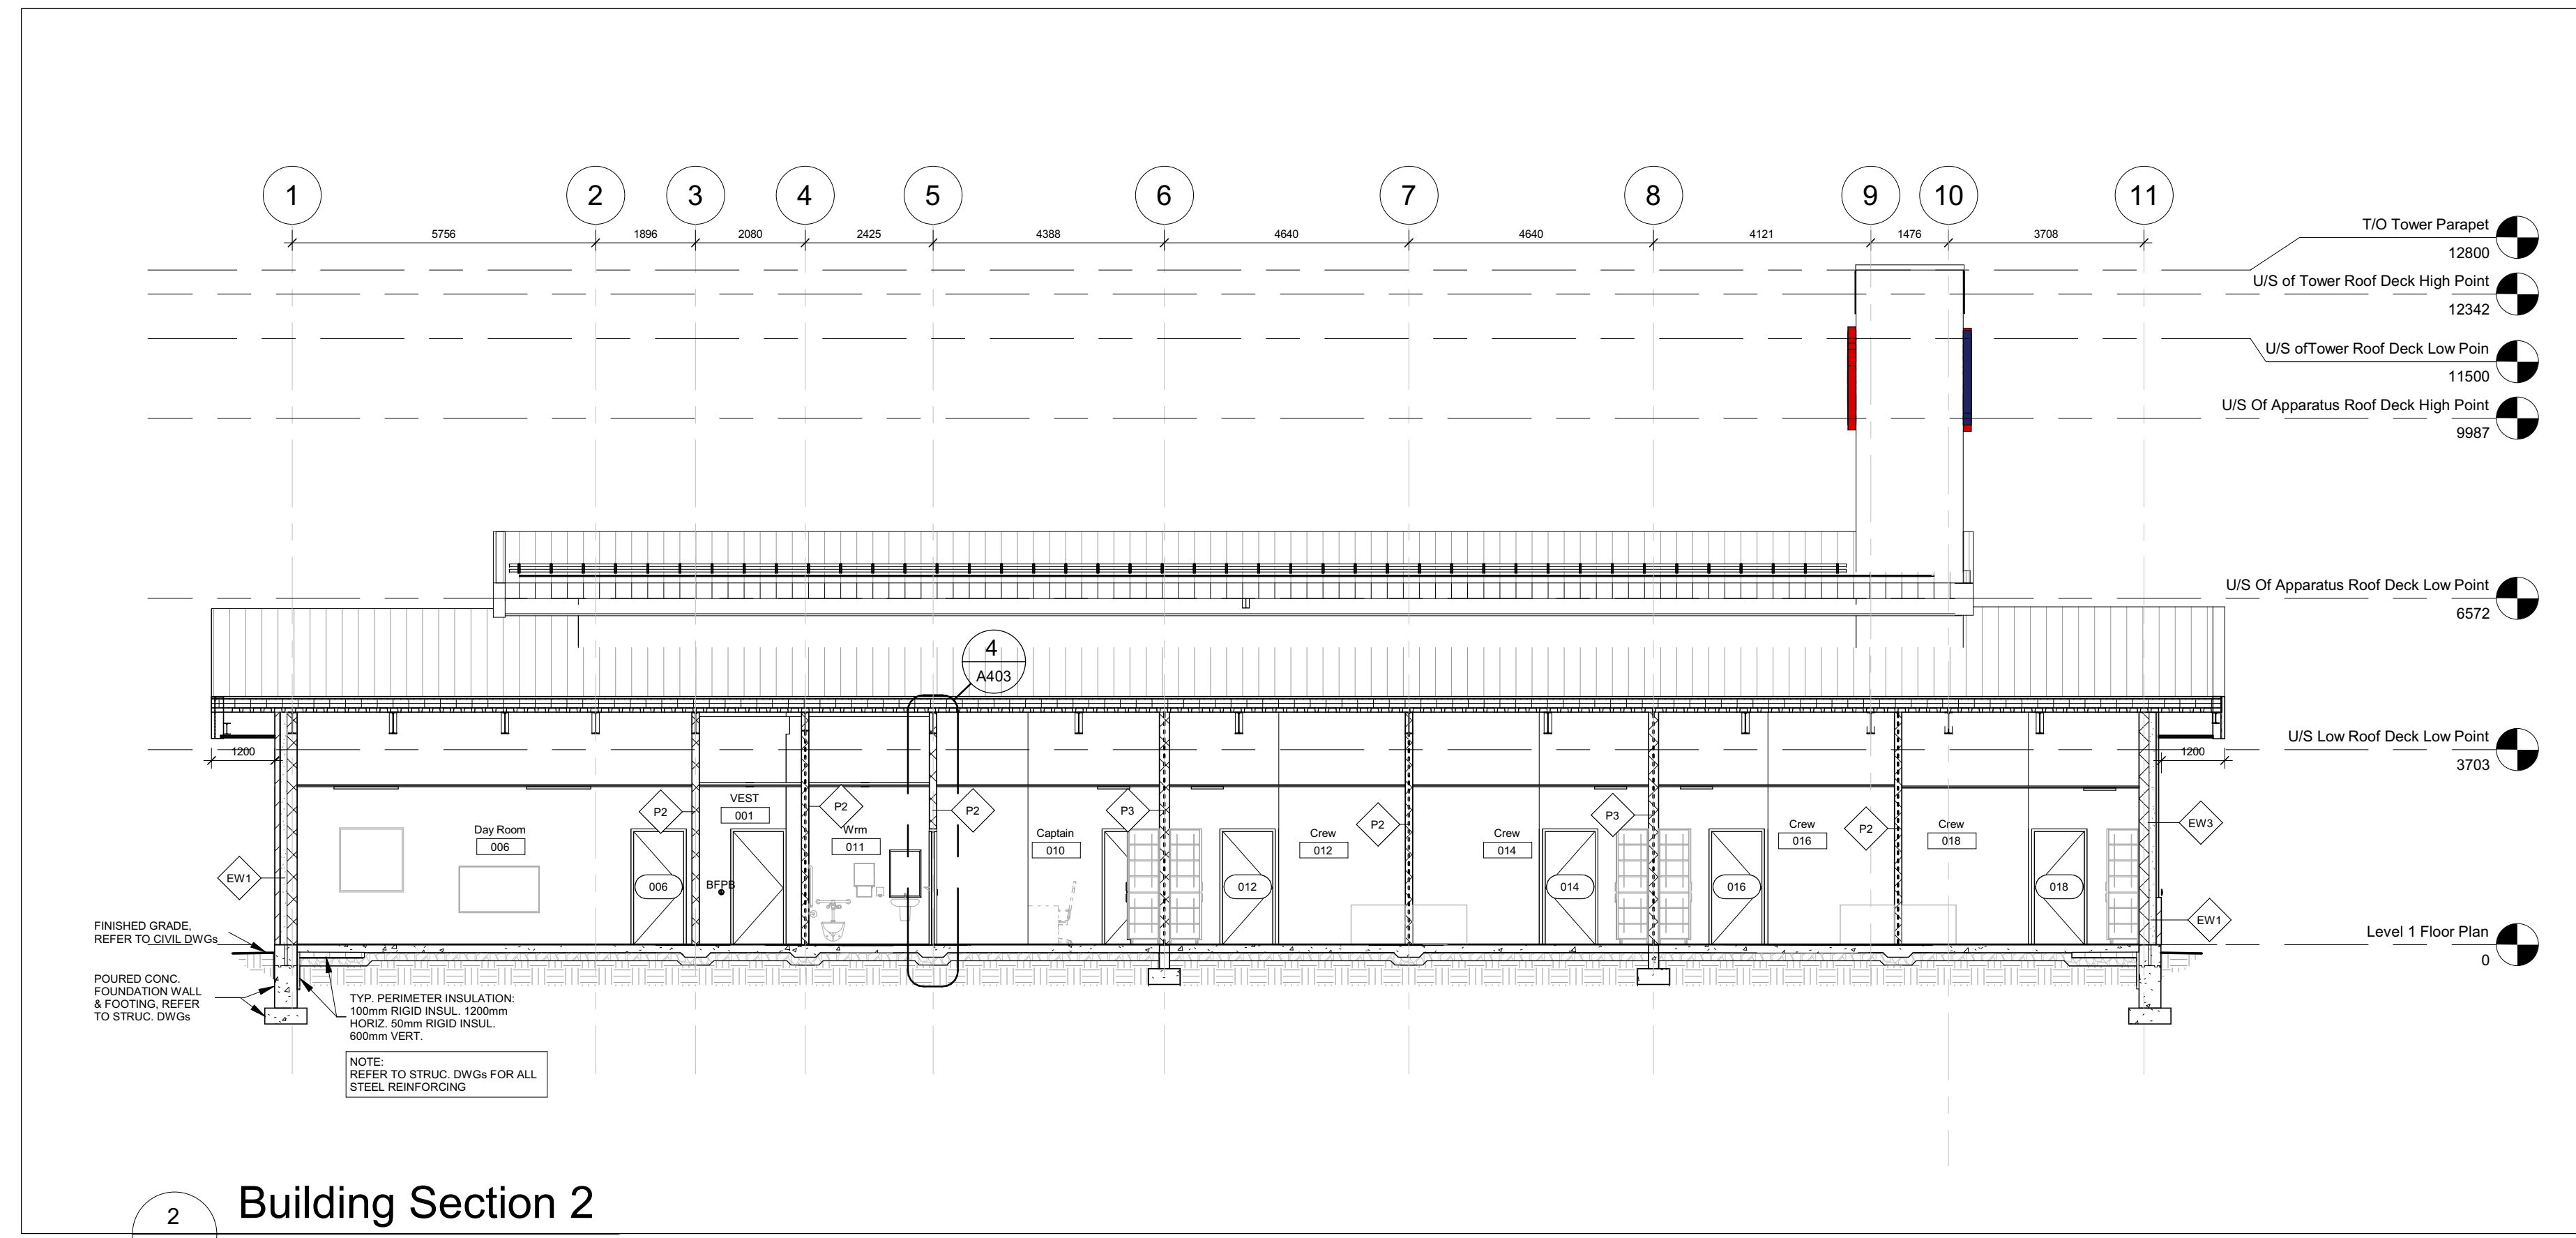 1 2 3 4 5 6 7 8 9 10 11
5756 1896 2080 2425 4388 4640 4640 4121 1476 3708
T/O Tower Parapet
12800
U/S of Tower Roof Deck High Point
12342
U/S ofTower Roof Deck Low Poin
11500
U/S Of Apparatus Roof Deck High Point
9987
U/S Of Apparatus Roof Deck Low Point
6572
4
A403
U/S Low Roof Deck Low Point
3703
1200
1200
P2
VEST
001
P2
P2
P3
P2
P3
P2
EW3
Day Room
006
Wrm
011
Captain
010
Crew
012
Crew
014
Crew
016
Crew
018
EW1
006
BFPB
012
014
016
018
EW1
FINISHED GRADE,
REFER TO CIVIL DWGs
Level 1 Floor Plan
0
POURED CONC.
FOUNDATION WALL
& FOOTING, REFER
TO STRUC. DWGs
TYP. PERIMETER INSULATION:
100mm RIGID INSUL. 1200mm
HORIZ. 50mm RIGID INSUL.
600mm VERT.
NOTE:
REFER TO STRUC. DWGs FOR ALL
STEEL REINFORCING
2
Building Section 2